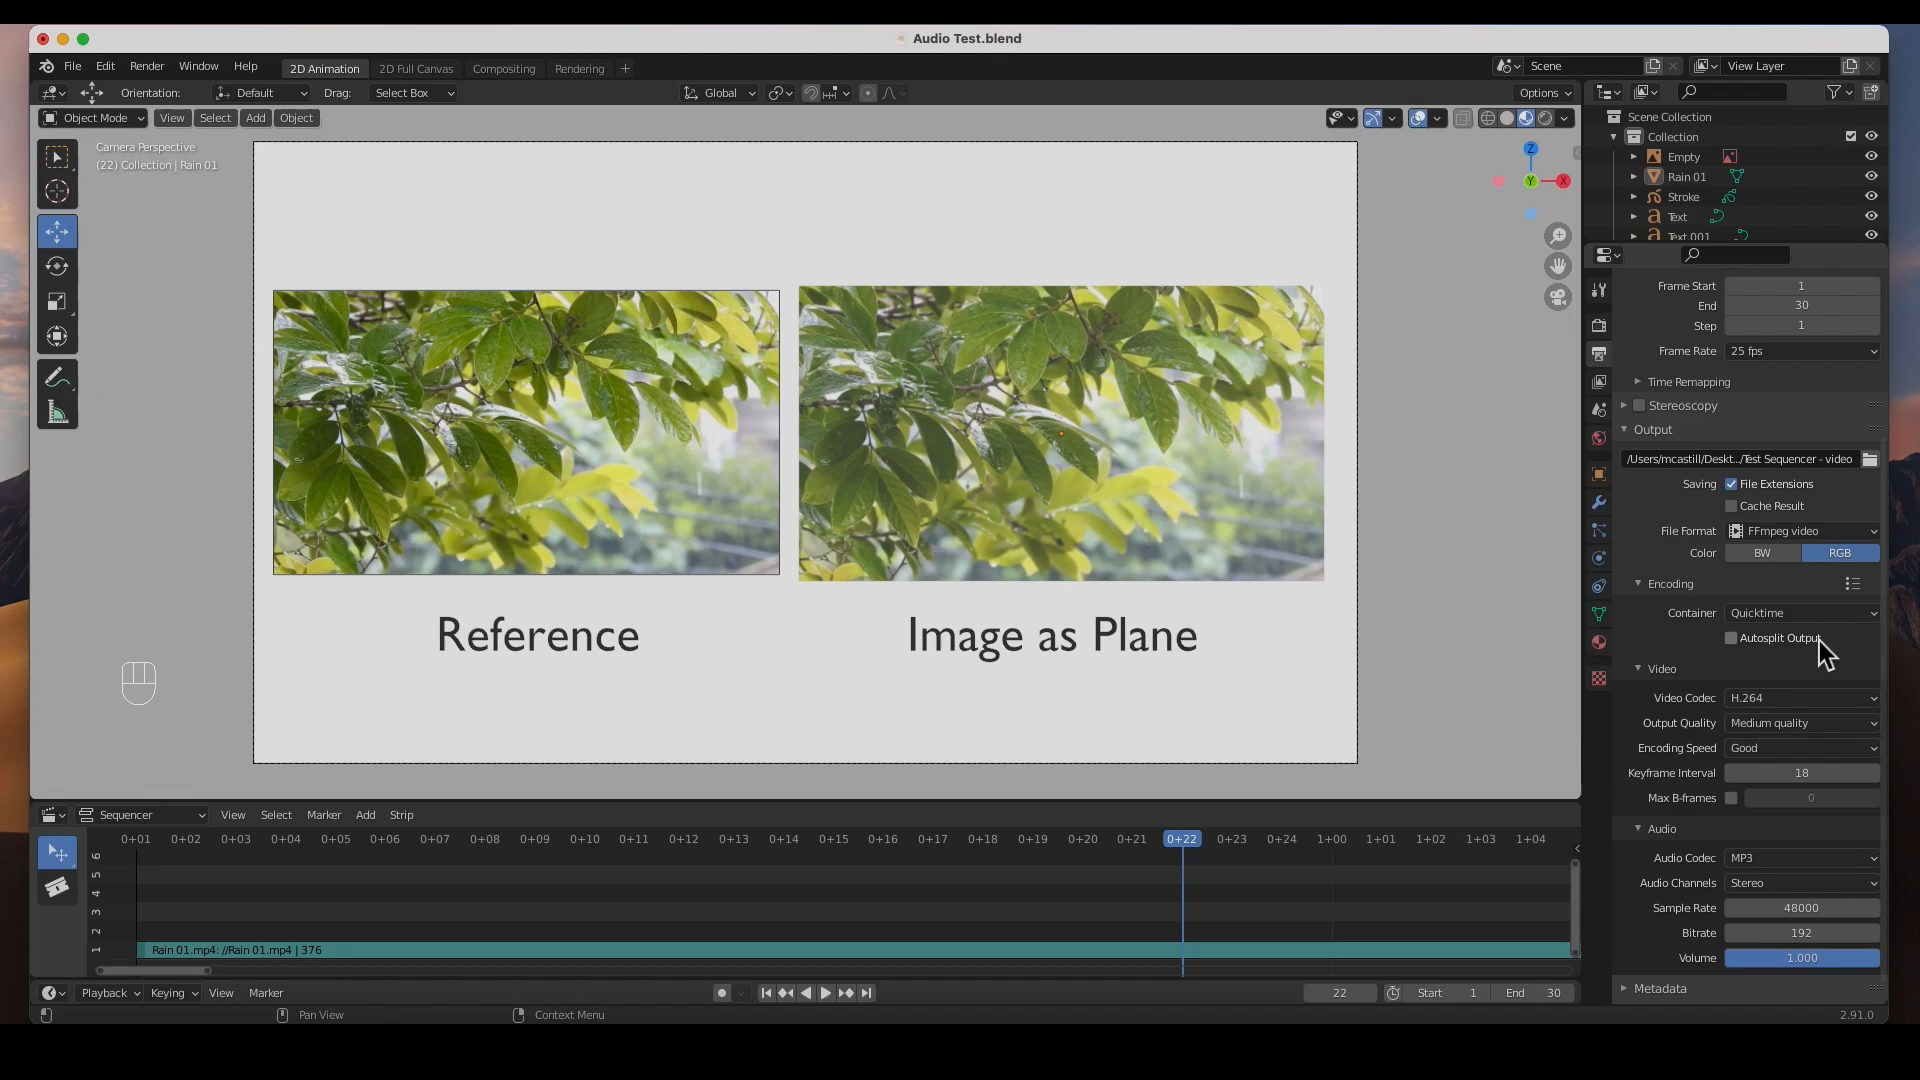 Audio Test.blend
File Edit Render Window Help 2D Animation 2D Full Canvas Compositing Rendering + Scene View Layer
Orientation: Default Drag: Select Box Global Options
Object Mode View Select Add Object
Camera Perspective
(22) Collection | Rain 01
Z
Y
X
Scene Collection
Collection
Empty
Rain 01
Stroke
Text
Text.001
Frame Start 1
End 30
Step 1
Frame Rate 25 fps
Time Remapping
Stereoscopy
Output
/Users/mcastill/Deskt.../Test Sequencer - video
Saving File Extensions
Cache Result
File Format FFmpeg video
Color BW RGB
Encoding
Container Quicktime
Autosplit Output
Video
Video Codec H.264
Output Quality Medium quality
Encoding Speed Good
Keyframe Interval 18
Max B-frames 0
Audio
Audio Codec MP3
Audio Channels Stereo
Sample Rate 48000
Bitrate 192
Volume 1.000
Metadata
Reference
Image as Plane
Sequencer View Select Marker Add Strip
0+01 0+02 0+03 0+04 0+05 0+06 0+07 0+08 0+09 0+10 0+11 0+12 0+13 0+14 0+15 0+16 0+17 0+18 0+19 0+20 0+21 0+22 0+23 0+24 1+00 1+01 1+02 1+03 1+04
6
5
4
3
2
1
Rain 01.mp4: //Rain 01.mp4 | 376
Playback Keying View Marker 22 Start 1 End 30
Pan View Context Menu 2.91.0